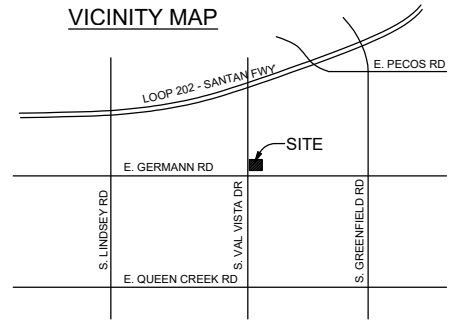 VICINITY MAP
LOOP 202 - SANTAN FWY
E. PECOS RD
SITE
E. GERMANN RD
S. LINDSEY RD
S. VAL VISTA DR
S. GREENFIELD RD
E. QUEEN CREEK RD